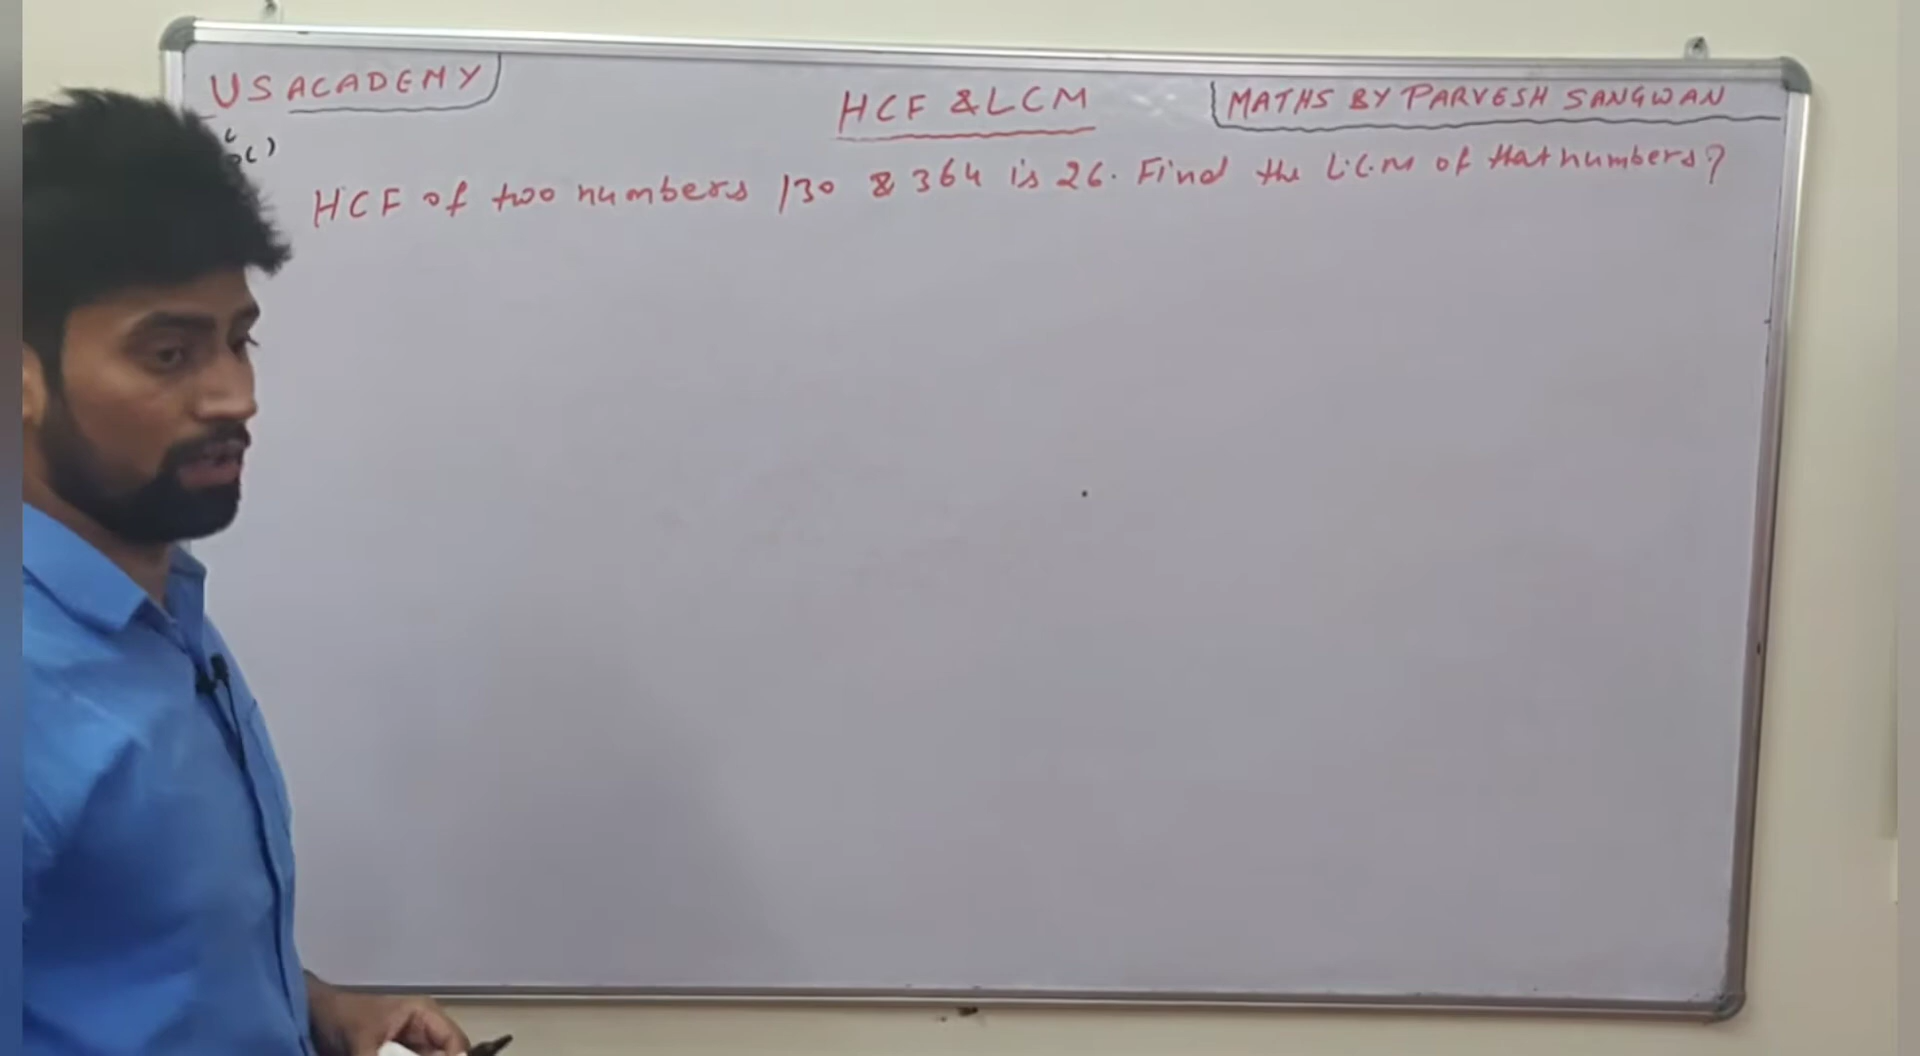 US ACADEMY
HCF & LCM
MATHS BY PARVESH SANGWAN
HCF of two numbers 130 & 364 is 26. Find the L.C.M of that numbers?